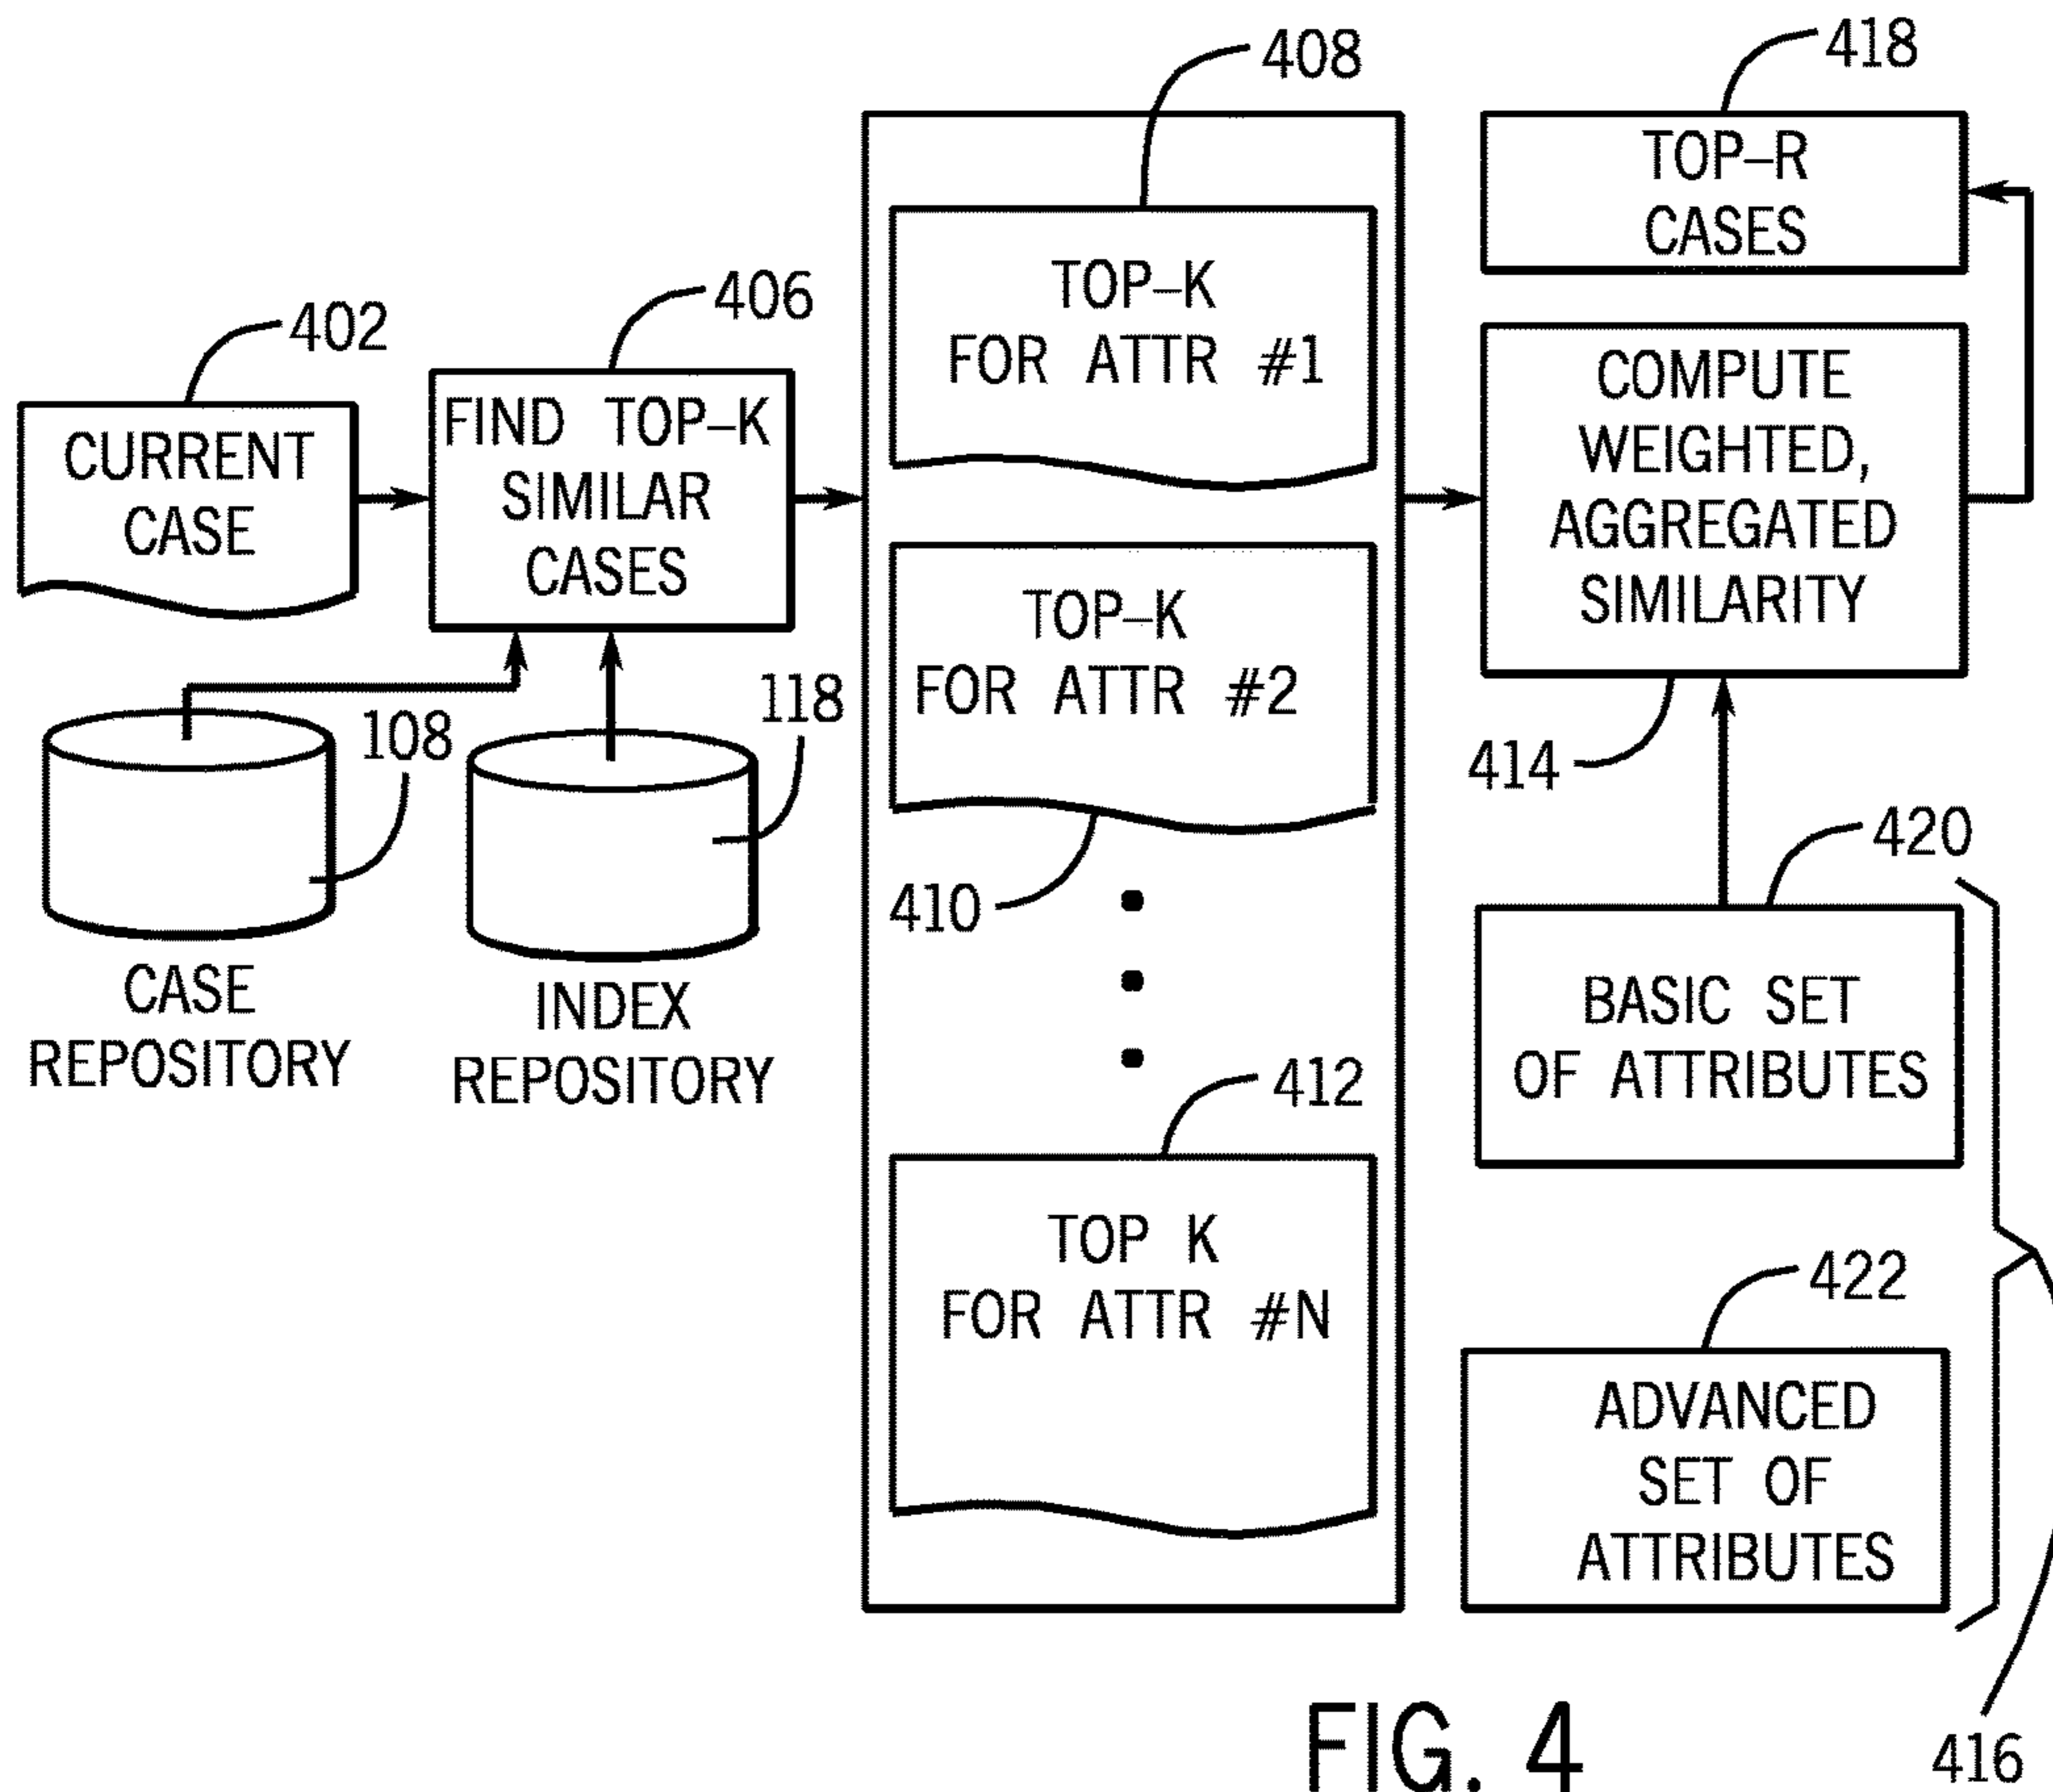 408
418
TOP–R
CASES
406
402
TOP–K
FOR ATTR #1
CURRENT
CASE
FIND TOP–K
SIMILAR
CASES
COMPUTE
WEIGHTED,
AGGREGATED
SIMILARITY
TOP–K
FOR ATTR #2
108
118
414
410
420
CASE
REPOSITORY
INDEX
REPOSITORY
BASIC SET
OF ATTRIBUTES
412
TOP K
FOR ATTR #N
422
ADVANCED
SET OF
ATTRIBUTES
FIG. 4
416